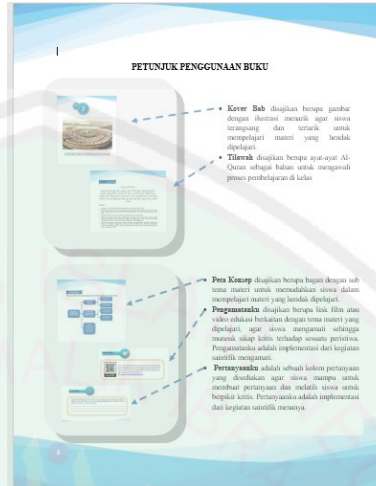 PETUNJUK PENGGUNAAN BUKU
• Kover Bab disajikan berupa gambar
dengan ilustrasi menarik agar siswa
terangsang dan tertarik untuk
mempelajari materi yang hendak
dipelajari.
• Tilawah disajikan berupa ayat-ayat Al-
Quran sebagai bahan untuk mengawali
proses pembelajaran di kelas
• Peta Konsep disajikan berupa bagan dengan sub
tema materi untuk memudahkan siswa dalam
mempelajari materi yang hendak dipelajari.
• Pengamatanku disajikan berupa link film atau
video edukasi berkaitan dengan tema materi yang
dipelajari, agar siswa mengamati sehingga
muncul sikap kritis terhadap sesuatu peristiwa.
Pengamatanku adalah implementasi dari kegiatan
saintifik mengamati.
• Pertanyaanku adalah sebuah kolom pertanyaan
yang disediakan agar siswa mampu untuk
membuat pertanyaan dan melatih siswa untuk
berpikir kritis. Pertanyaanku adalah implementasi
dari kegiatan saintifik menanya.